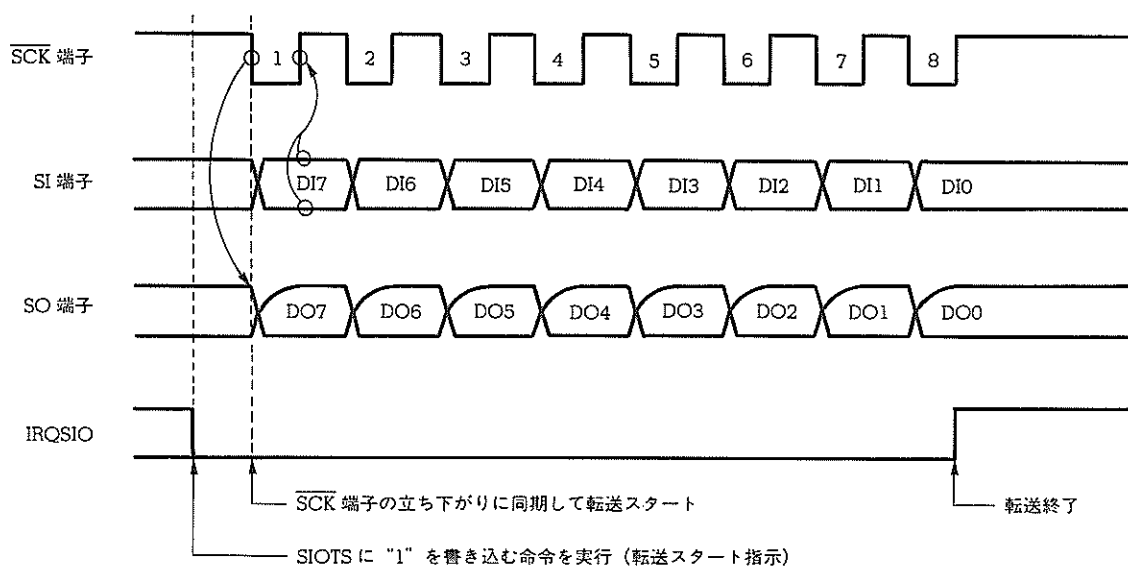 SCK 端子
1 2 3 4 5 6 7 8
SI 端子
DI7 DI6 DI5 DI4 DI3 DI2 DI1 DI0
SO 端子
DO7 DO6 DO5 DO4 DO3 DO2 DO1 DO0
IRQSIO
SCK 端子の立ち下がりに同期して転送スタート
転送終了
SIOTS に “1” を書き込む命令を実行（転送スタート指示）